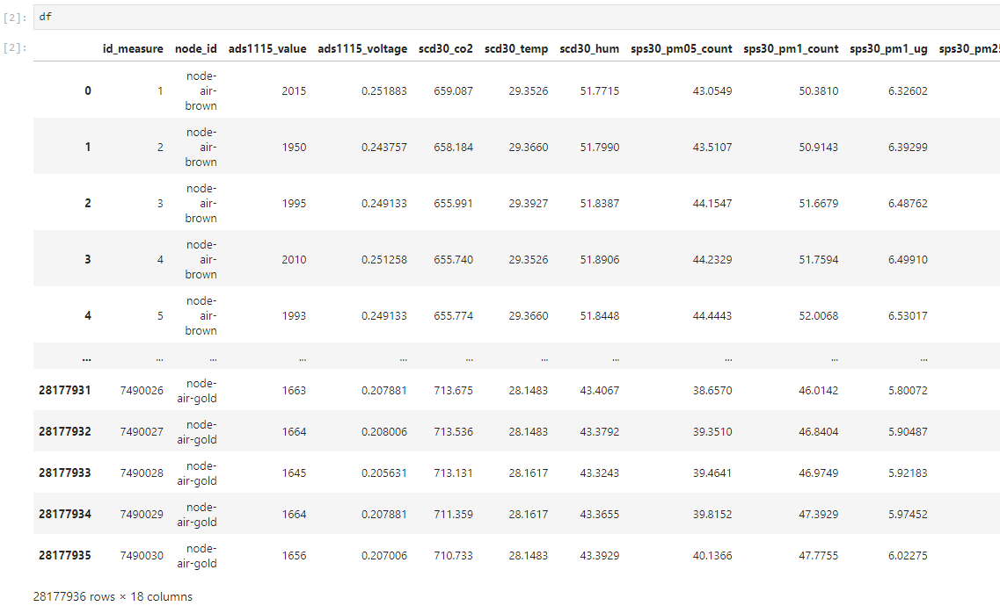 [2]: df
[2]:
id_measure node_id ads1115_value ads1115_voltage scd30_co2 scd30_temp scd30_hum sps30_pm05_count sps30_pm1_count sps30_pm1_ug sps30_pm25
node-
0 1 air- 2015 0.251883 659.087 29.3526 51.7715 43.0549 50.3810 6.32602
brown
node-
1 2 air- 1950 0.243757 658.184 29.3660 51.7990 43.5107 50.9143 6.39299
brown
node-
2 3 air- 1995 0.249133 655.991 29.3927 51.8387 44.1547 51.6679 6.48762
brown
node-
3 4 air- 2010 0.251258 655.740 29.3526 51.8906 44.2329 51.7594 6.49910
brown
node-
4 5 air- 1993 0.249133 655.774 29.3660 51.8448 44.4443 52.0068 6.53017
brown
... ... ... ... ... ... ... ... ... ... ...
node-
28177931 7490026 air-gold 1663 0.207881 713.675 28.1483 43.4067 38.6570 46.0142 5.80072
node-
28177932 7490027 air-gold 1664 0.208006 713.536 28.1483 43.3792 39.3510 46.8404 5.90487
node-
28177933 7490028 air-gold 1645 0.205631 713.131 28.1617 43.3243 39.4641 46.9749 5.92183
node-
28177934 7490029 air-gold 1664 0.207881 711.359 28.1617 43.3655 39.8152 47.3929 5.97452
node-
28177935 7490030 air-gold 1656 0.207006 710.733 28.1483 43.3929 40.1366 47.7755 6.02275
28177936 rows × 18 columns